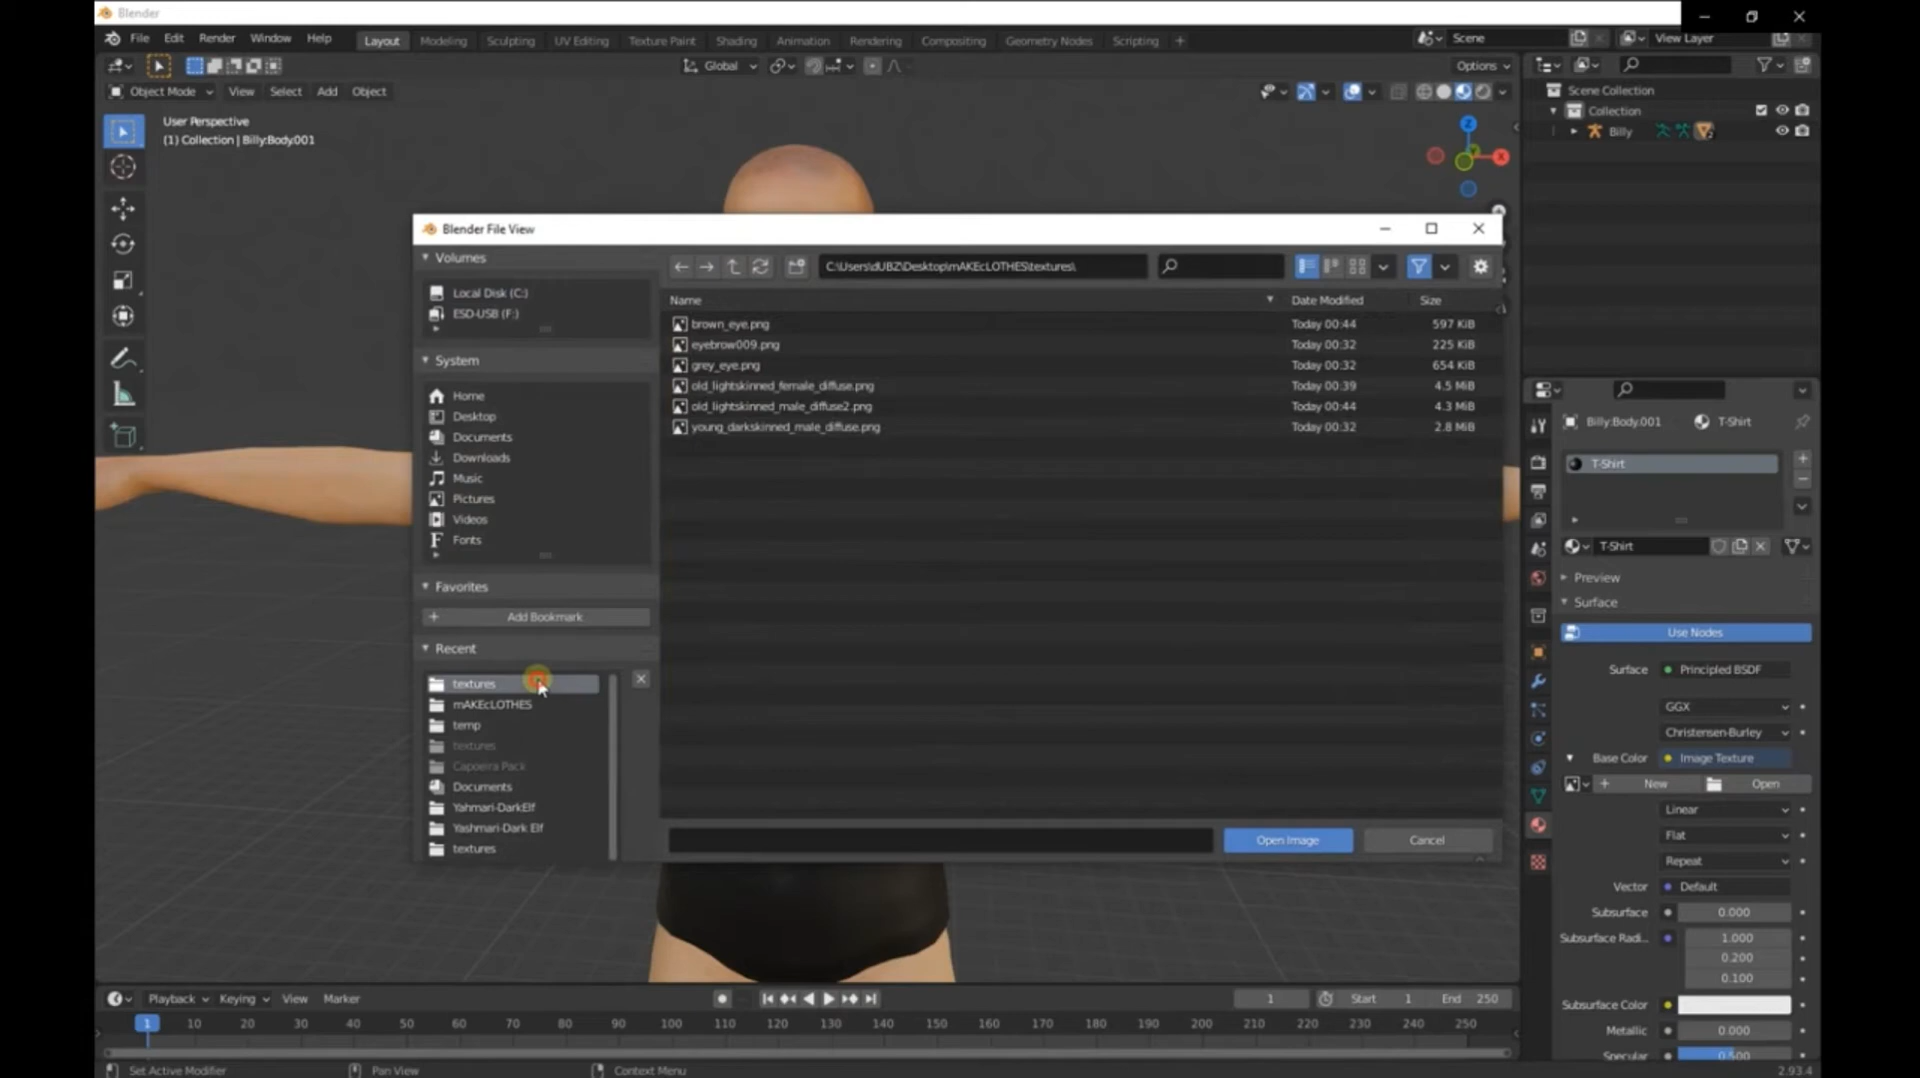 Blender
File Edit Render Window Help Layout Modeling Sculpting UV Editing Texture Paint Shading Animation Rendering Compositing Geometry Nodes Scripting + Scene View Layer
Global Options
Object Mode View Select Add Object
User Perspective
(1) Collection | Billy:Body.001
Z
X
Scene Collection
Collection
Billy
Blender File View
Volumes
Local Disk (C:)
ESD-USB (F:)
System
Home
Desktop
Documents
Downloads
Music
Pictures
Videos
Fonts
Favorites
Add Bookmark
Recent
textures
mAKEcLOTHES
temp
textures
Capoeira Pack
Documents
Yahmari-DarkElf
Yashmari-Dark Elf
textures
C:\Users\dUBZ\Desktop\mAKEcLOTHES\textures\
Name Date Modified Size
brown_eye.png Today 00:44 597 KiB
eyebrow009.png Today 00:32 225 KiB
grey_eye.png Today 00:32 654 KiB
old_lightskinned_female_diffuse.png Today 00:39 4.5 MiB
old_lightskinned_male_diffuse2.png Today 00:44 4.3 MiB
young_darkskinned_male_diffuse.png Today 00:32 2.8 MiB
Open Image Cancel
Billy:Body.001 T-Shirt
T-Shirt
T-Shirt
Preview
Surface
Use Nodes
Surface Principled BSDF
GGX
Christensen-Burley
Base Color Image Texture
New Open
Linear
Flat
Repeat
Vector Default
Subsurface 0.000
Subsurface Radi... 1.000
0.200
0.100
Subsurface Color
Metallic 0.000
Specular 0.500
Playback Keying View Marker 1 Start 1 End 250
1 10 20 30 40 50 60 70 80 90 100 110 120 130 140 150 160 170 180 190 200 210 220 230 240 250
Set Active Modifier Pan View Context Menu 2.93.4